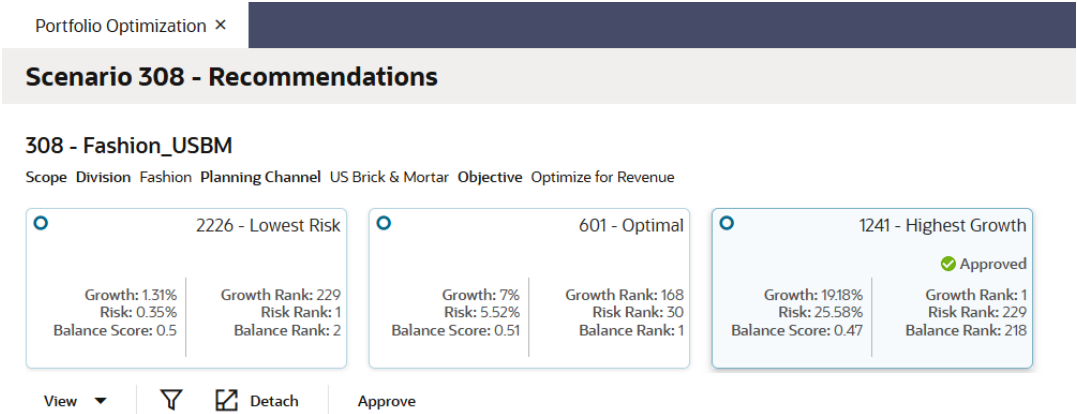 Portfolio Optimization ×
Scenario 308 - Recommendations
308 - Fashion_USBM
Scope Division Fashion Planning Channel US Brick & Mortar Objective Optimize for Revenue
2226 - Lowest Risk
Growth: 1.31%
Risk: 0.35%
Balance Score: 0.5
Growth Rank: 229
Risk Rank: 1
Balance Rank: 2
601 - Optimal
Growth: 7%
Risk: 5.52%
Balance Score: 0.51
Growth Rank: 168
Risk Rank: 30
Balance Rank: 1
1241 - Highest Growth
Approved
Growth: 19.18%
Risk: 25.58%
Balance Score: 0.47
Growth Rank: 1
Risk Rank: 229
Balance Rank: 218
View Detach Approve